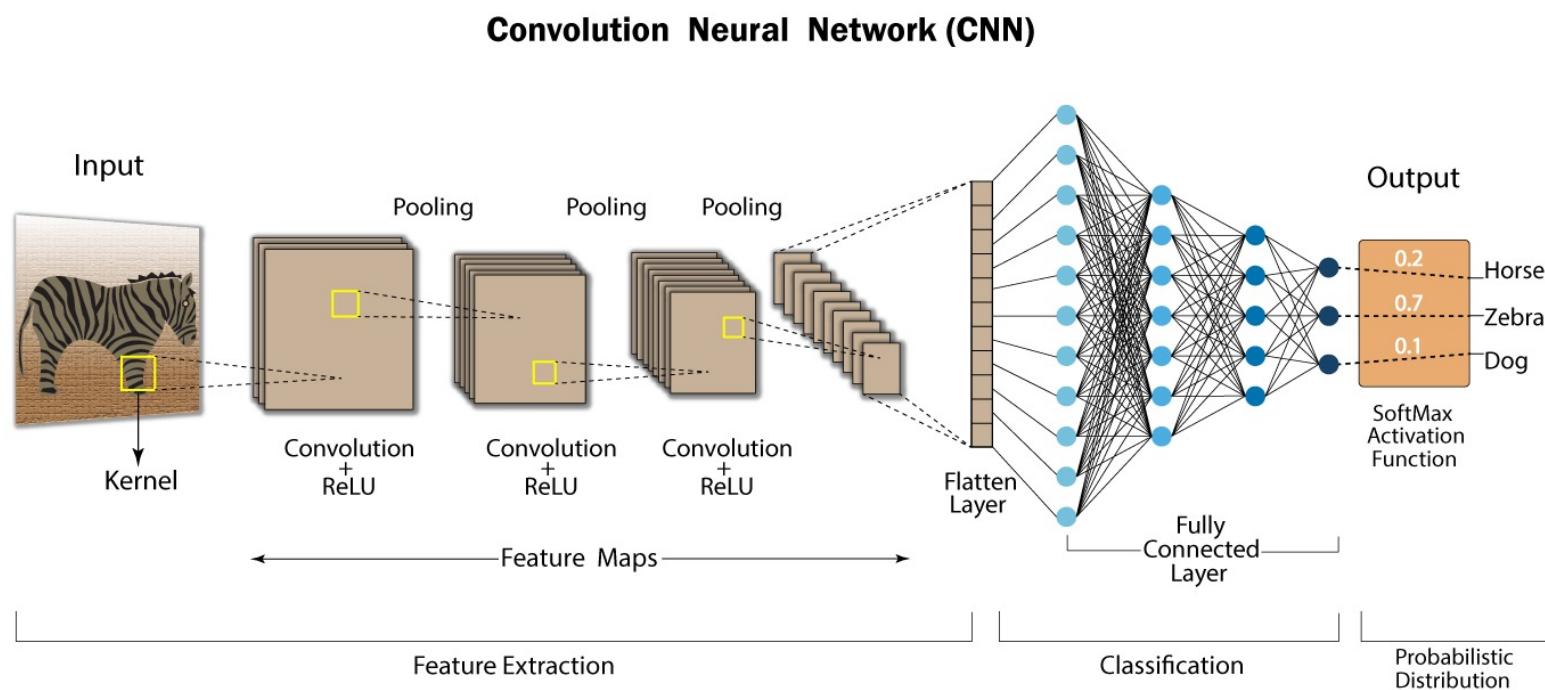 Convolution Neural Network (CNN)
Input
Pooling
Pooling
Pooling
Output
0.2
Horse
0.7
Zebra
0.1
Dog
Kernel
Convolution
+
ReLU
Convolution
+
ReLU
Convolution
+
ReLU
Flatten
Layer
SoftMax
Activation
Function
Feature Maps
Fully
Connected
Layer
Feature Extraction
Classification
Probabilistic
Distribution